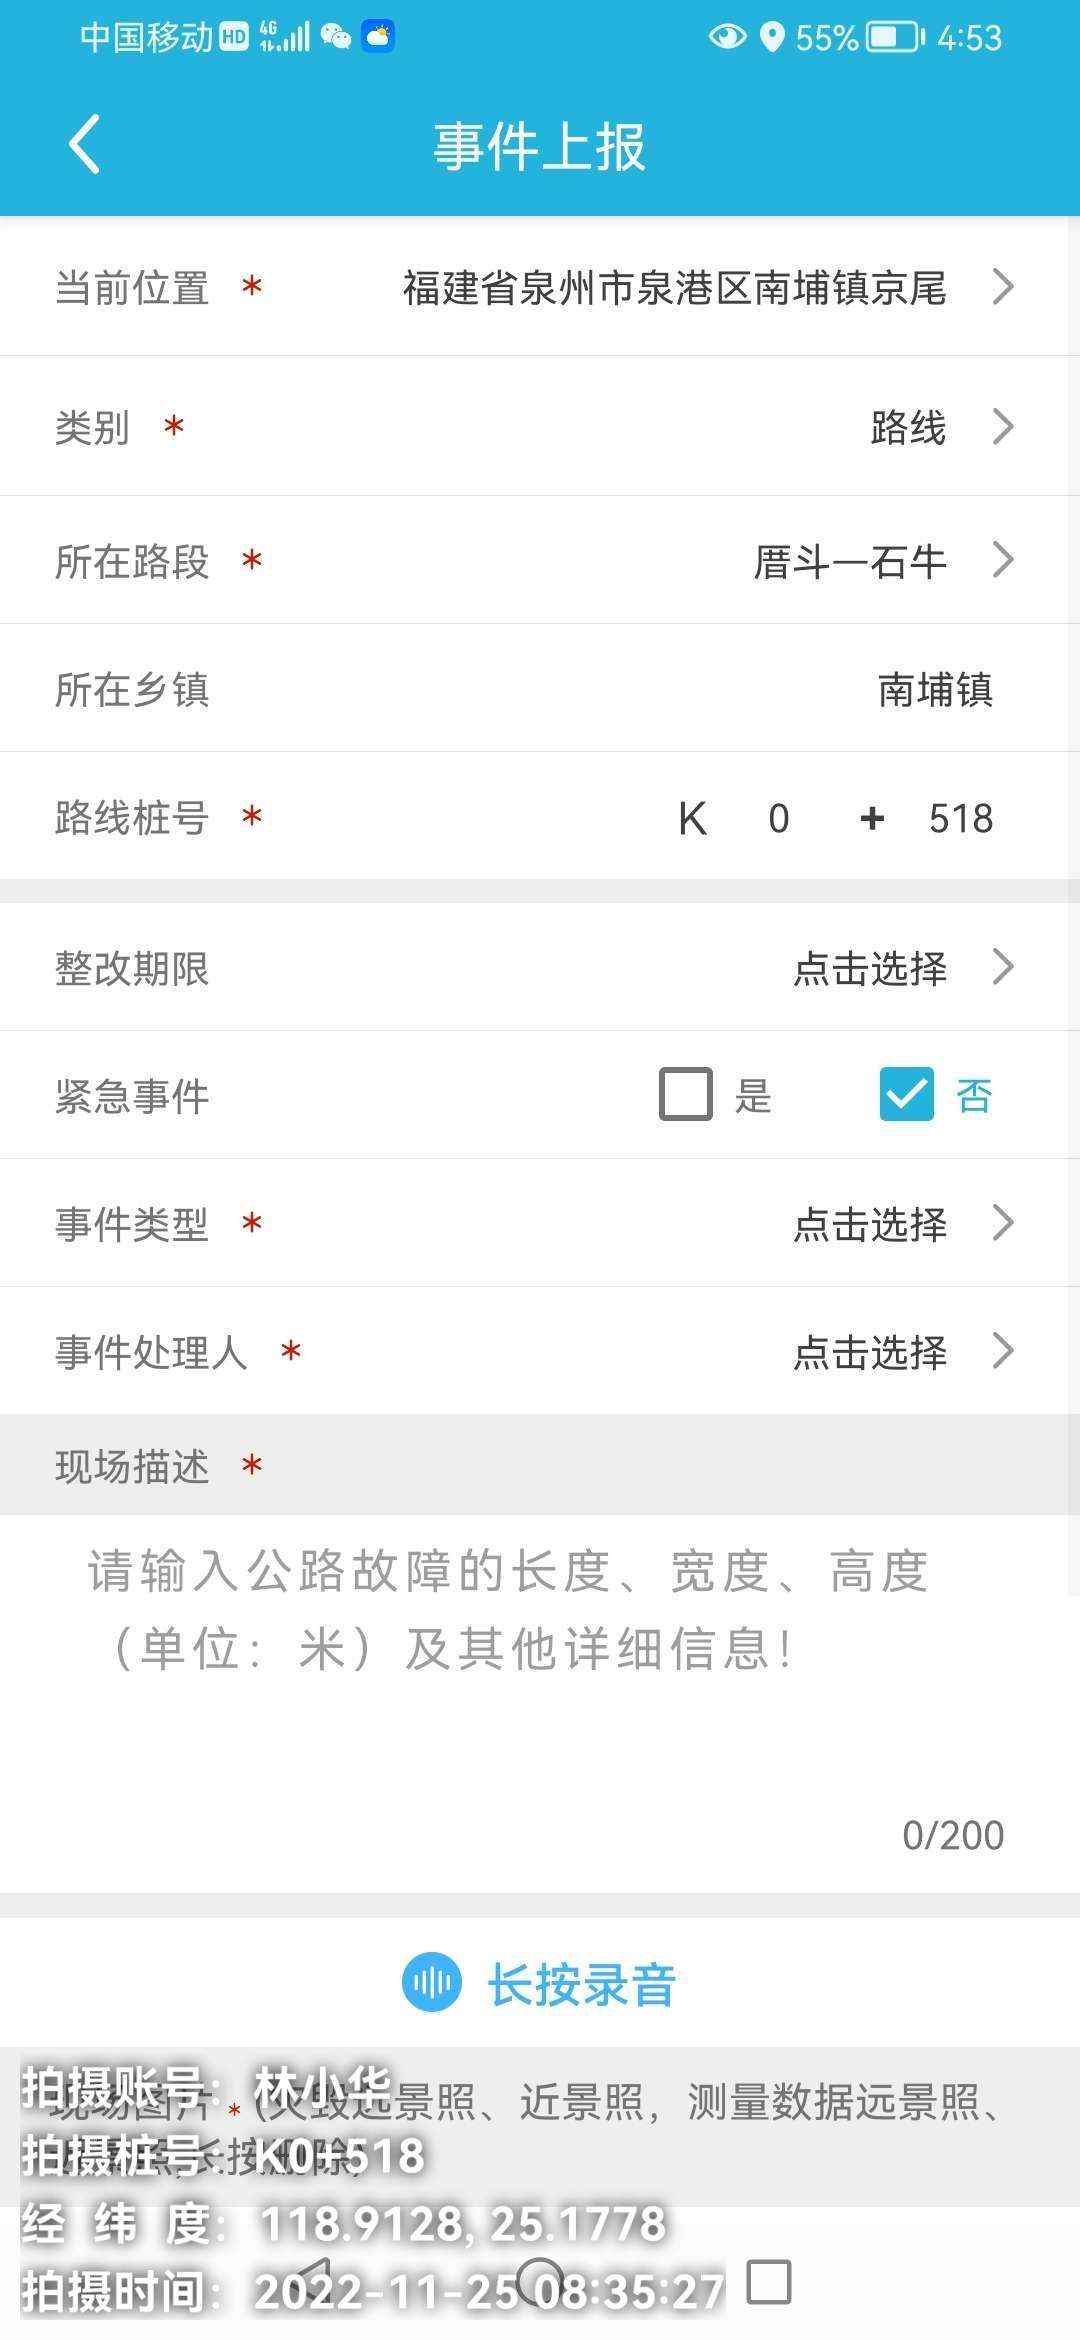 中国移动 HD 4G 55% 4:53
事件上报
当前位置 * 福建省泉州市泉港区南埔镇京尾
类别 * 路线
所在路段 * 厝斗—石牛
所在乡镇 南埔镇
路线桩号 * K 0 + 518
整改期限 点击选择
紧急事件 是 否
事件类型 * 点击选择
事件处理人 * 点击选择
现场描述 *
请输入公路故障的长度、宽度、高度
（单位：米）及其他详细信息！
0/200
长按录音
现场图片 * (灾毁远景照、近景照，测量数据远景照、
长按删除)
拍摄账号： 林小华
拍摄桩号： K0+518
经 纬 度： 118.9128, 25.1778
拍摄时间： 2022-11-25 08:35:27